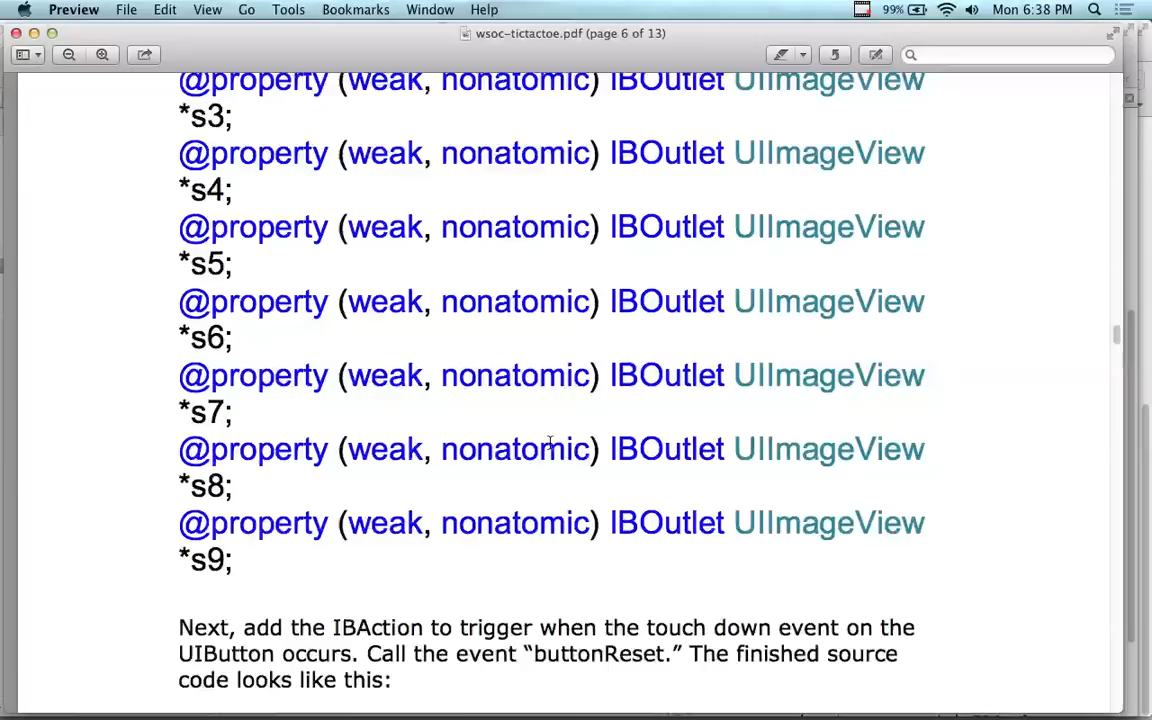 Preview File Edit View Go Tools Bookmarks Window Help 99% Mon 6:38 PM
wsoc-tictactoe.pdf (page 6 of 13)
@property (weak, nonatomic) IBOutlet UIImageView
*s3;
@property (weak, nonatomic) IBOutlet UIImageView
*s4;
@property (weak, nonatomic) IBOutlet UIImageView
*s5;
@property (weak, nonatomic) IBOutlet UIImageView
*s6;
@property (weak, nonatomic) IBOutlet UIImageView
*s7;
@property (weak, nonatomic) IBOutlet UIImageView
*s8;
@property (weak, nonatomic) IBOutlet UIImageView
*s9;
Next, add the IBAction to trigger when the touch down event on the
UIButton occurs. Call the event “buttonReset.” The finished source
code looks like this: